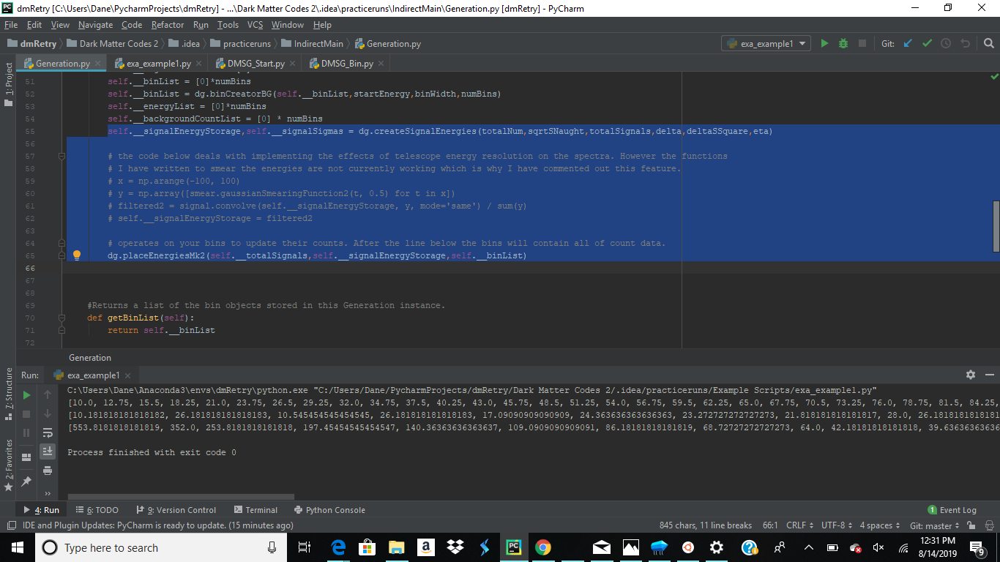 dmRetry [C:\Users\Dane\PycharmProjects\dmRetry] - ...\Dark Matter Codes 2\.idea\practiceruns\IndirectMain\Generation.py [dmRetry] - PyCharm
File Edit View Navigate Code Refactor Run Tools VCS Window Help
dmRetry Dark Matter Codes 2 .idea practiceruns IndirectMain Generation.py exa_example1 Git:
Generation.py exa_example1.py DMSG_Start.py DMSG_Bin.py
1: Project
51 self.__binList = [0]*numBins
52 self.__binList = dg.binCreatorBG(self.__binList,startEnergy,binWidth,numBins)
53 self.__energyList = [0]*numBins
54 self.__backgroundCountList = [0] * numBins
55 self.__signalEnergyStorage,self.__signalSigmas = dg.createSignalEnergies(totalNum,sqrtSNaught,totalSignals,delta,deltaSSquare,eta)
56
57 # the code below deals with implementing the effects of telescope energy resolution on the spectra. However the functions
58 # I have written to smear the energies are not currently working which is why I have commented out this feature.
59 # x = np.arange(-100, 100)
60 # y = np.array([smear.gaussianSmearingFunction2(t, 0.5) for t in x])
61 # filtered2 = signal.convolve(self.__signalEnergyStorage, y, mode='same') / sum(y)
62 # self.__signalEnergyStorage = filtered2
63
64 # operates on your bins to update their counts. After the line below the bins will contain all of count data.
65 dg.placeEnergiesMk2(self.__totalSignals,self.__signalEnergyStorage,self.__binList)
66
67
68
69 #Returns a list of the bin objects stored in this Generation instance.
70 def getBinList(self):
71 return self.__binList
72
Generation
7: Structure
2: Favorites
Run: exa_example1
C:\Users\Dane\Anaconda3\envs\dmRetry\python.exe "C:/Users/Dane/PycharmProjects/dmRetry/Dark Matter Codes 2/.idea/practiceruns/Example Scripts/exa_example1.py"
[10.0, 12.75, 15.5, 18.25, 21.0, 23.75, 26.5, 29.25, 32.0, 34.75, 37.5, 40.25, 43.0, 45.75, 48.5, 51.25, 54.0, 56.75, 59.5, 62.25, 65.0, 67.75, 70.5, 73.25, 76.0, 78.75, 81.5, 84.25,
[10.181818181818182, 26.181818181818183, 10.545454545454545, 26.181818181818183, 17.09090909090909, 24.363636363636363, 23.272727272727273, 21.818181818181817, 28.0, 26.1818181818181
[553.8181818181819, 352.0, 253.8181818181818, 197.45454545454547, 140.36363636363637, 109.0909090909091, 86.18181818181819, 68.72727272727273, 64.0, 42.18181818181818, 39.63636363636
Process finished with exit code 0
4: Run 6: TODO 9: Version Control Terminal Python Console 1 Event Log
IDE and Plugin Updates: PyCharm is ready to update. (15 minutes ago) 845 chars, 11 line breaks 66:1 CRLF UTF-8 4 spaces Git: master
Type here to search
12:31 PM
8/14/2019
9